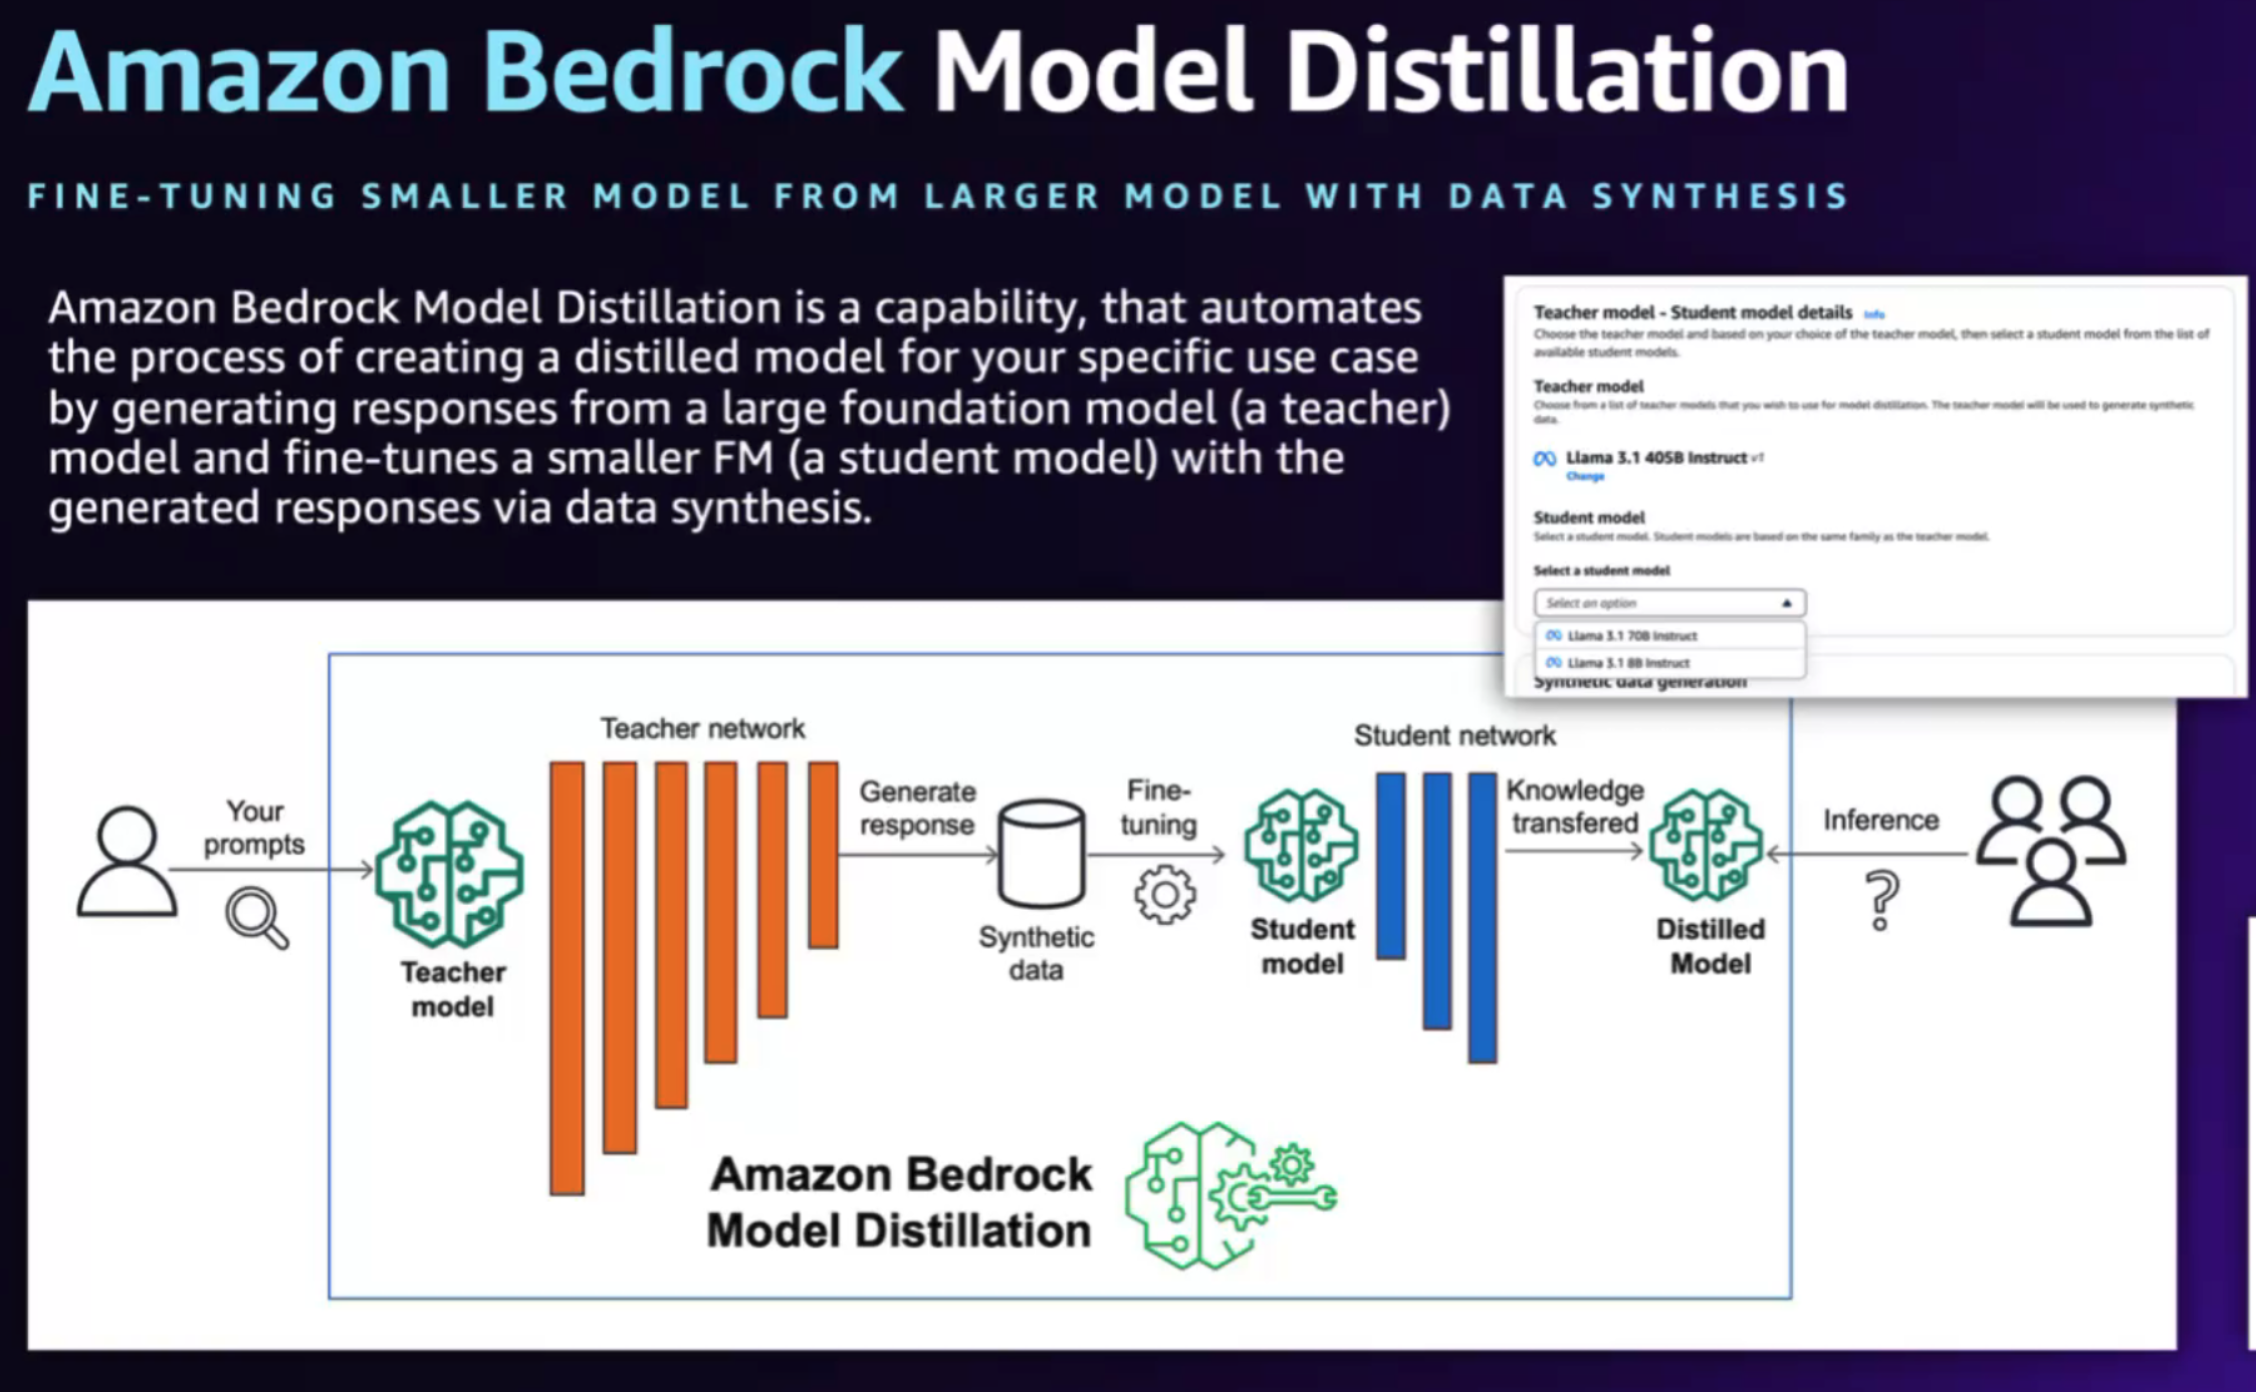 Amazon Bedrock Model Distillation
FINE-TUNING SMALLER MODEL FROM LARGER MODEL WITH DATA SYNTHESIS
Amazon Bedrock Model Distillation is a capability, that automates
the process of creating a distilled model for your specific use case
by generating responses from a large foundation model (a teacher)
model and fine-tunes a smaller FM (a student model) with the
generated responses via data synthesis.
Teacher model - Student model details Info
Choose the teacher model and based on your choice of the teacher model, then select a student model from the list of
available student models.
Teacher model
Choose from a list of teacher models that you wish to use for model distillation. The teacher model will be used to generate synthetic
data.
Llama 3.1 405B Instruct v1
Change
Student model
Select a student model. Student models are based on the same family as the teacher model.
Select a student model
Select an option
Llama 3.1 70B Instruct
Llama 3.1 8B Instruct
Synthetic data generation
Your
prompts
Teacher
model
Teacher network
Generate
response
Synthetic
data
Fine-
tuning
Student
model
Student network
Knowledge
transfered
Distilled
Model
Inference
Amazon Bedrock
Model Distillation